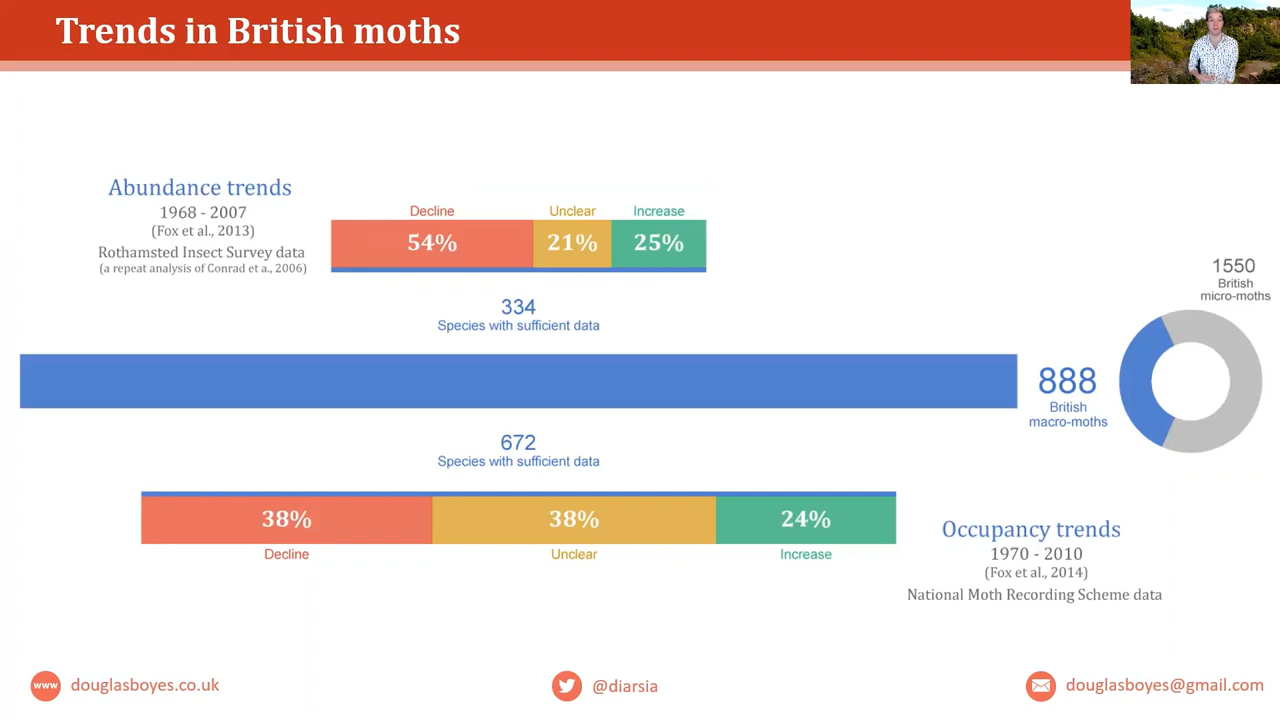 Trends in British moths
Abundance trends
1968 - 2007
(Fox et al., 2013)
Rothamsted Insect Survey data
(a repeat analysis of Conrad et a., 2006)
Decline
Unclear
Increase
54%
21%
25%
334
Species with sufficient data
1550
British
micro-moths
888
British
macro-moths
672
Species with sufficient data
38%
38%
24%
Decline
Unclear
Increase
Occupancy trends
1970 - 2010
(Fox et al., 2014)
National Moth Recording Scheme data
www
douglasboyes.co.uk
@diarsia
douglasboyes@gmail.com